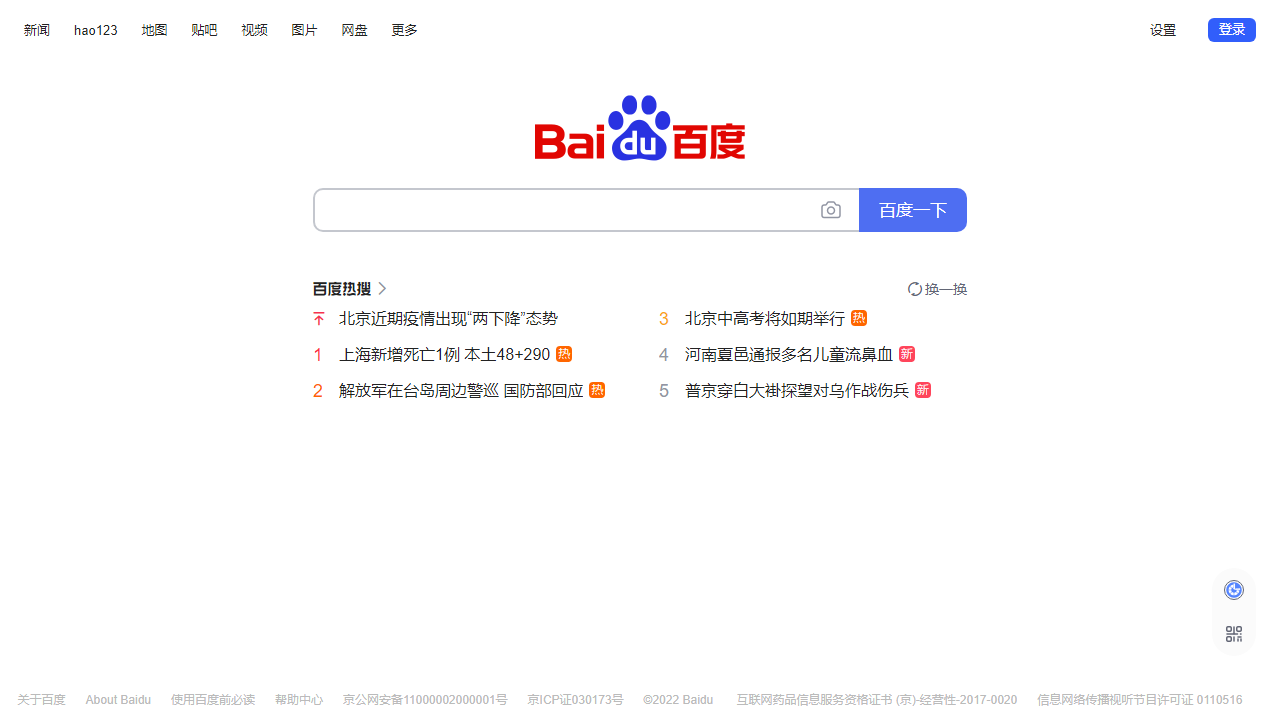 新闻 hao123 地图 贴吧 视频 图片 网盘 更多 设置 登录
Bai du 百度
百度一下
百度热搜 换一换
北京近期疫情出现“两下降”态势
1 上海新增死亡1例 本土48+290 热
2 解放军在台岛周边警巡 国防部回应 热
3 北京中高考将如期举行 热
4 河南夏邑通报多名儿童流鼻血 新
5 普京穿白大褂探望对乌作战伤兵 新
关于百度 About Baidu 使用百度前必读 帮助中心 京公网安备11000002000001号 京ICP证030173号 ©2022 Baidu 互联网药品信息服务资格证书 (京)-经营性-2017-0020 信息网络传播视听节目许可证 0110516